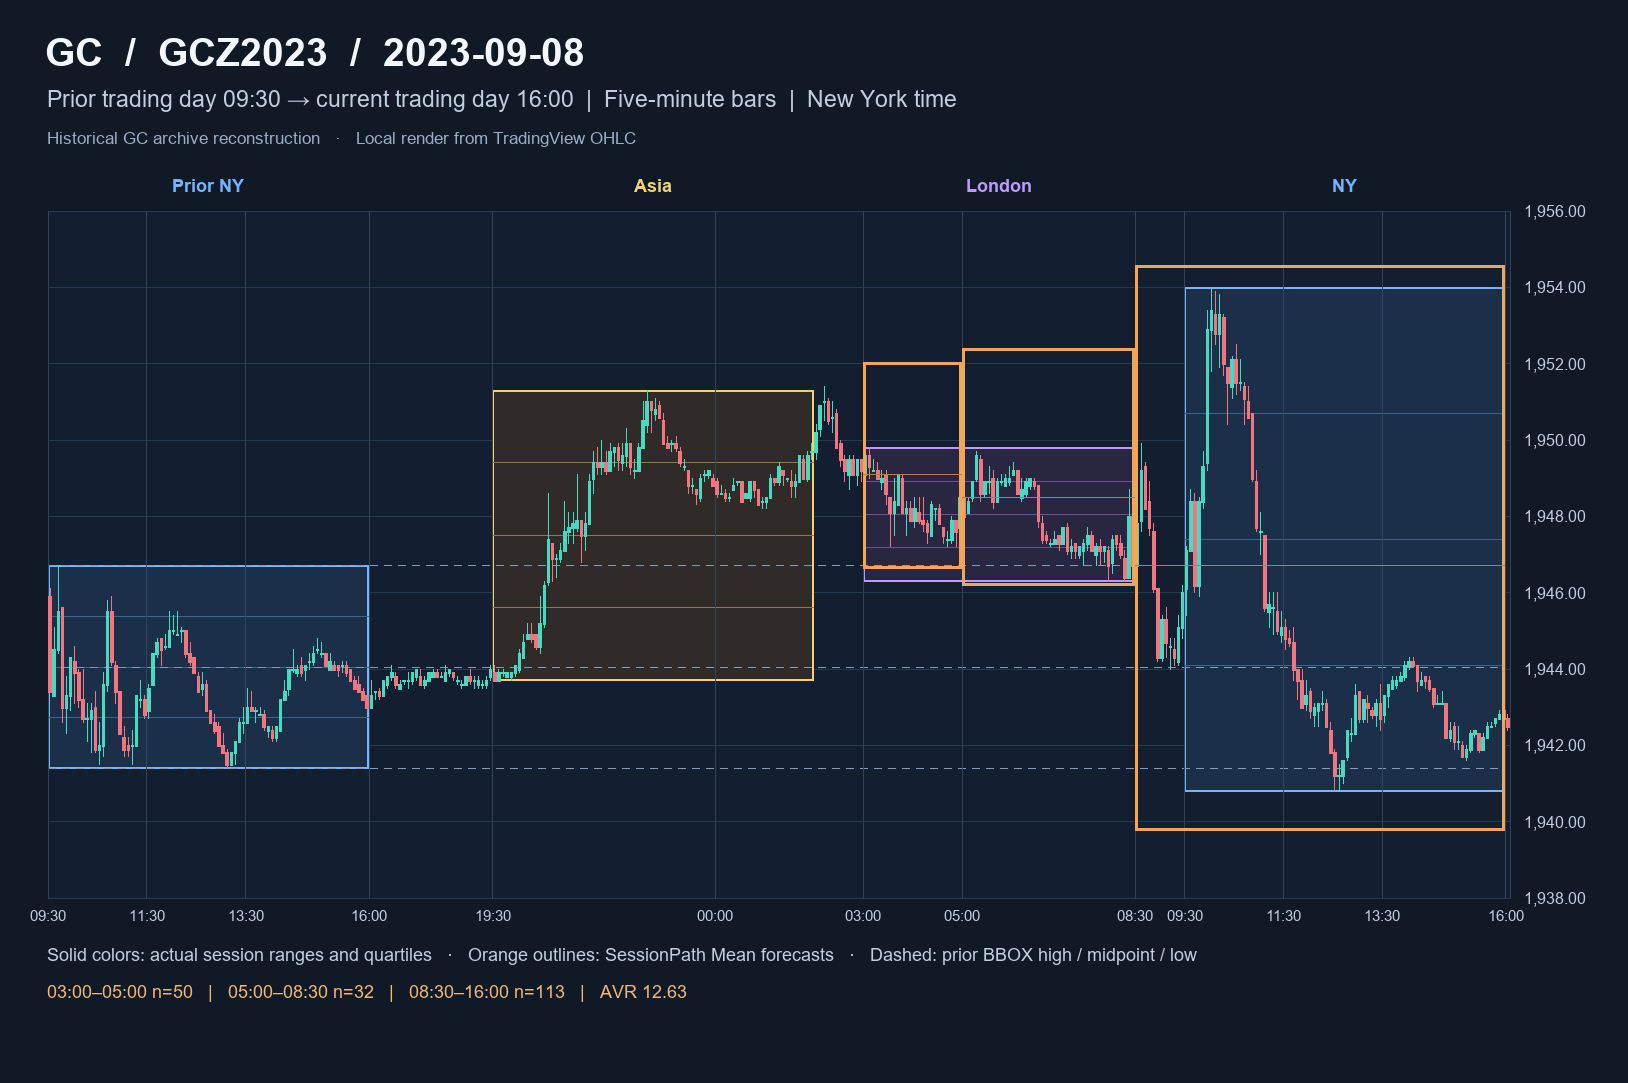 GC / GCZ2023 / 2023-09-08
Prior trading day 09:30 → current trading day 16:00 | Five-minute bars | New York time
Historical GC archive reconstruction · Local render from TradingView OHLC
Prior NY Asia London NY
1,956.00
1,954.00
1,952.00
1,950.00
1,948.00
1,946.00
1,944.00
1,942.00
1,940.00
1,938.00
09:30 11:30 13:30 16:00 19:30 00:00 03:00 05:00 08:30 09:30 11:30 13:30 16:00
Solid colors: actual session ranges and quartiles · Orange outlines: SessionPath Mean forecasts · Dashed: prior BBOX high / midpoint / low
03:00–05:00 n=50 | 05:00–08:30 n=32 | 08:30–16:00 n=113 | AVR 12.63